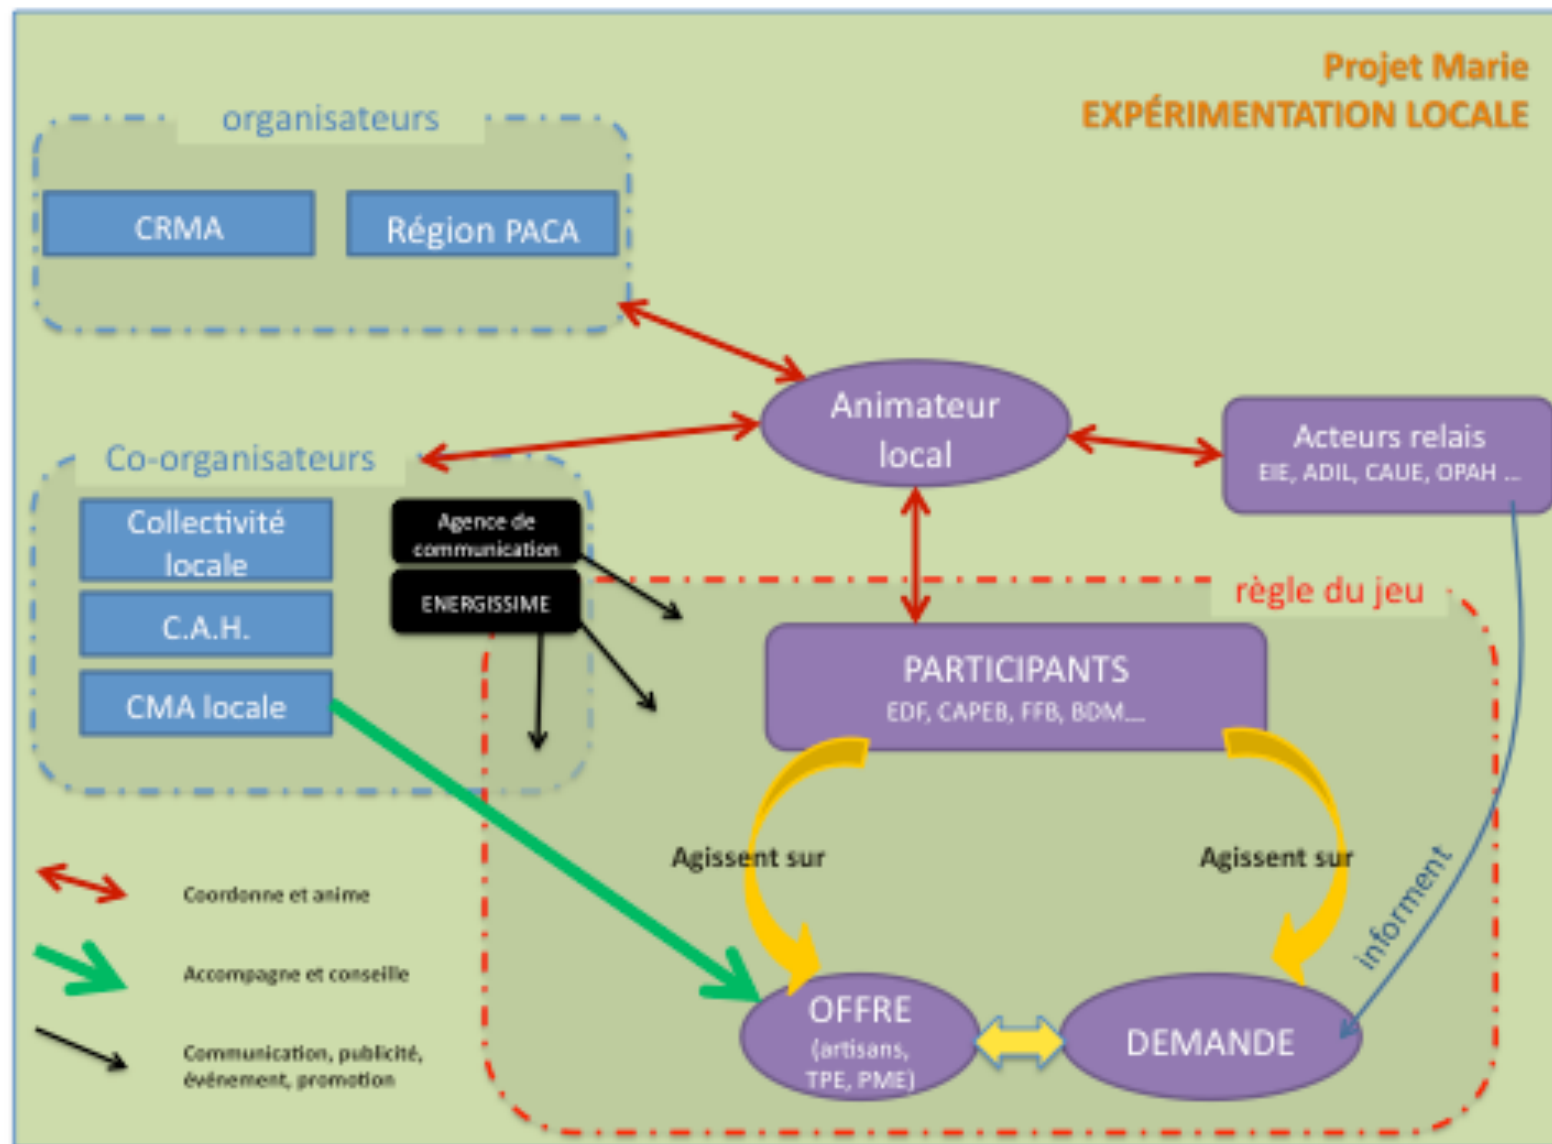 Projet Marie
EXPÉRIMENTATION LOCALE
organisateurs
CRMA
Région PACA
Animateur
local
Acteurs relais
EIE, ADIL, CAUE, OPAH ...
Co-organisateurs
Collectivité
locale
C.A.H.
CMA locale
Agence de
communication
ENERGISSIME
règle du jeu
PARTICIPANTS
EDF, CAPEB, FFB, BDM....
Agissent sur
Agissent sur
informent
OFFRE
(artisans,
TPE, PME)
DEMANDE
Coordonne et anime
Accompagne et conseille
Communication, publicité,
événement, promotion